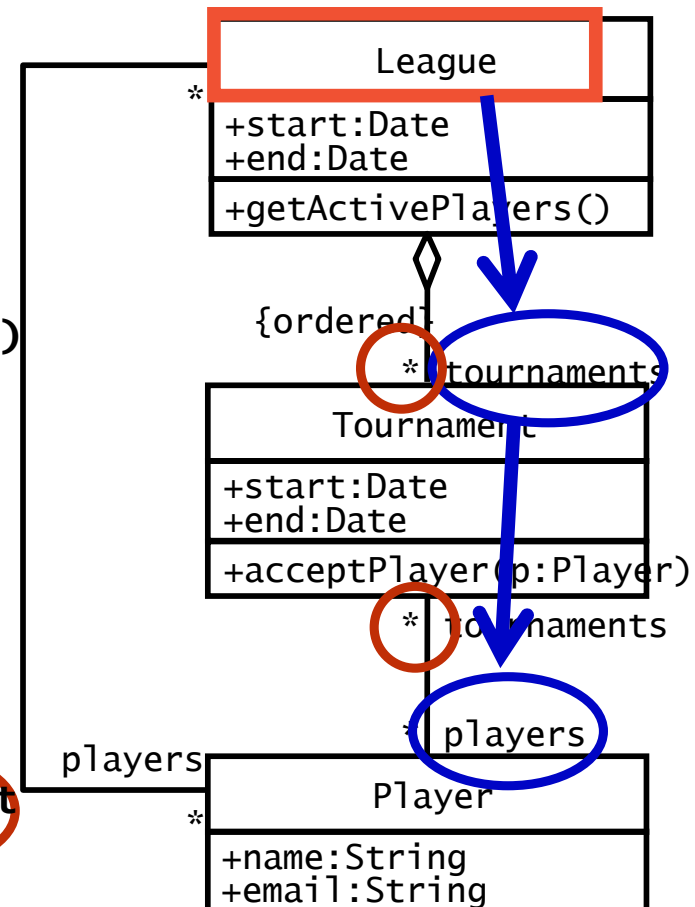 League
*
+start:Date
+end:Date
+getActivePlayers()
{ordered}
)
* tournaments
Tournament
+start:Date
+end:Date
+acceptPlayer(p:Player)
* tournaments
* players
players
Player
t
*
+name:String
+email:String